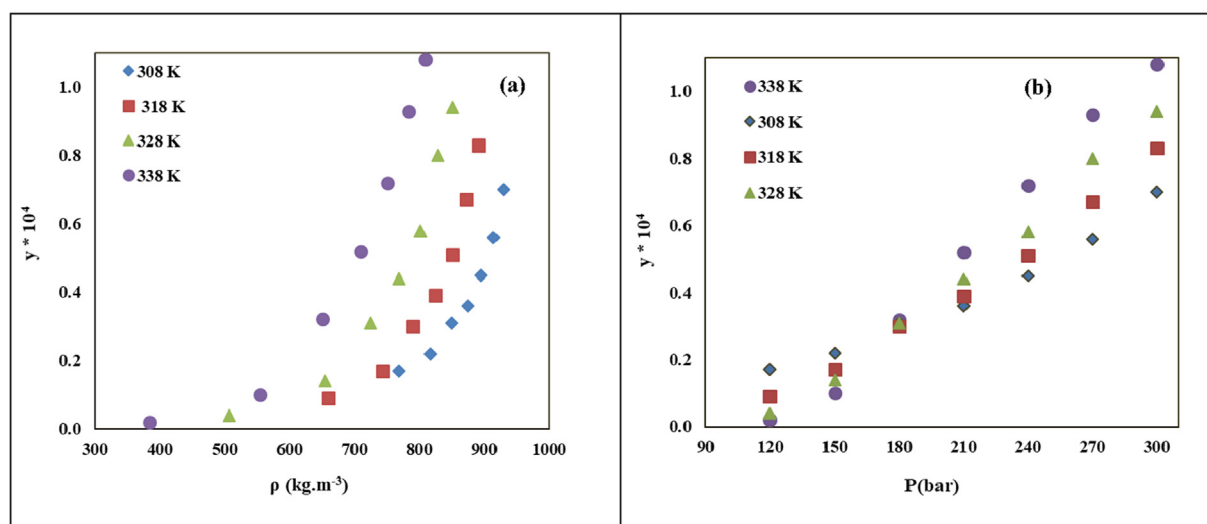 (a)
308 K
318 K
328 K
338 K
1.0
0.8
0.6
0.4
0.2
0.0
y * 10⁴
300 400 500 600 700 800 900 1000
ρ (kg.m⁻³)
(b)
338 K
308 K
318 K
328 K
1.0
0.8
0.6
0.4
0.2
0.0
y * 10⁴
90 120 150 180 210 240 270 300
P(bar)